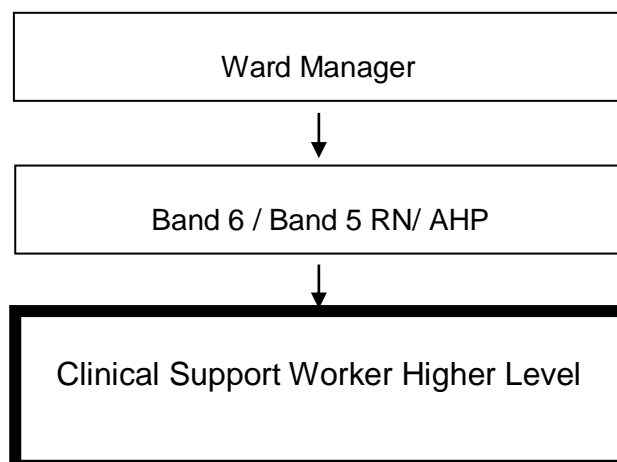 Ward Manager
Band 6 / Band 5 RN/ AHP
Clinical Support Worker Higher Level